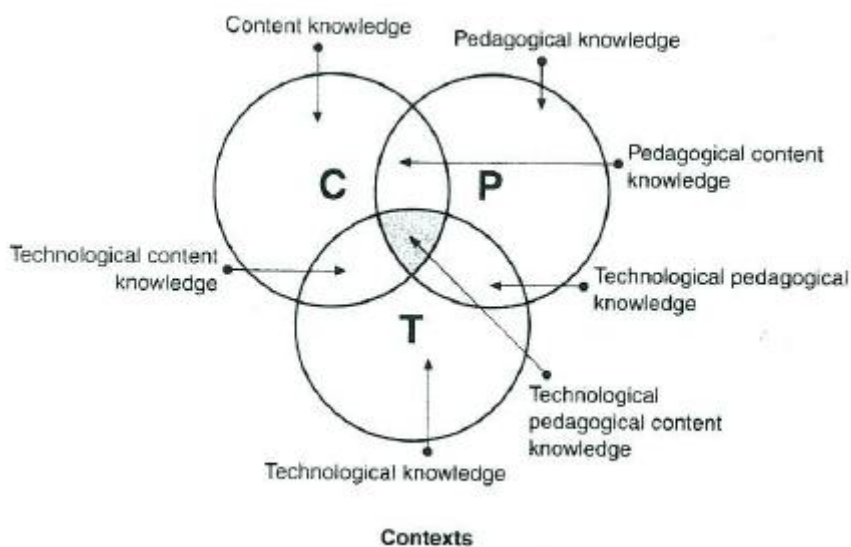 Content knowledge
Pedagogical knowledge
Pedagogical content
knowledge
C
P
Technological content
knowledge
Technological pedagogical
knowledge
T
Technological
pedagogical content
knowledge
Technological knowledge
Contexts